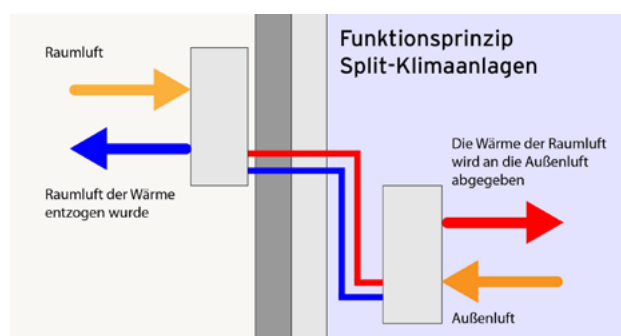 Funktionsprinzip
Split-Klimaanlagen
Raumluft
Raumluft der Wärme
entzogen wurde
Die Wärme der Raumluft
wird an die Außenluft
abgegeben
Außenluft